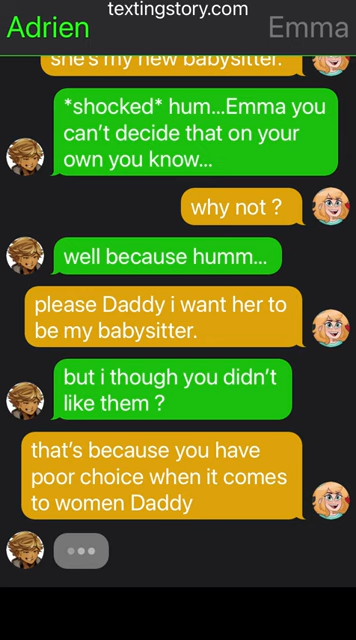 textingstory.com
Adrien
Emma
she's my new babysitter.
*shocked* hum...Emma you
can't decide that on your
own you know...
why not ?
well because humm...
please Daddy i want her to
be my babysitter.
but i though you didn't
like them ?
that's because you have
poor choice when it comes
to women Daddy